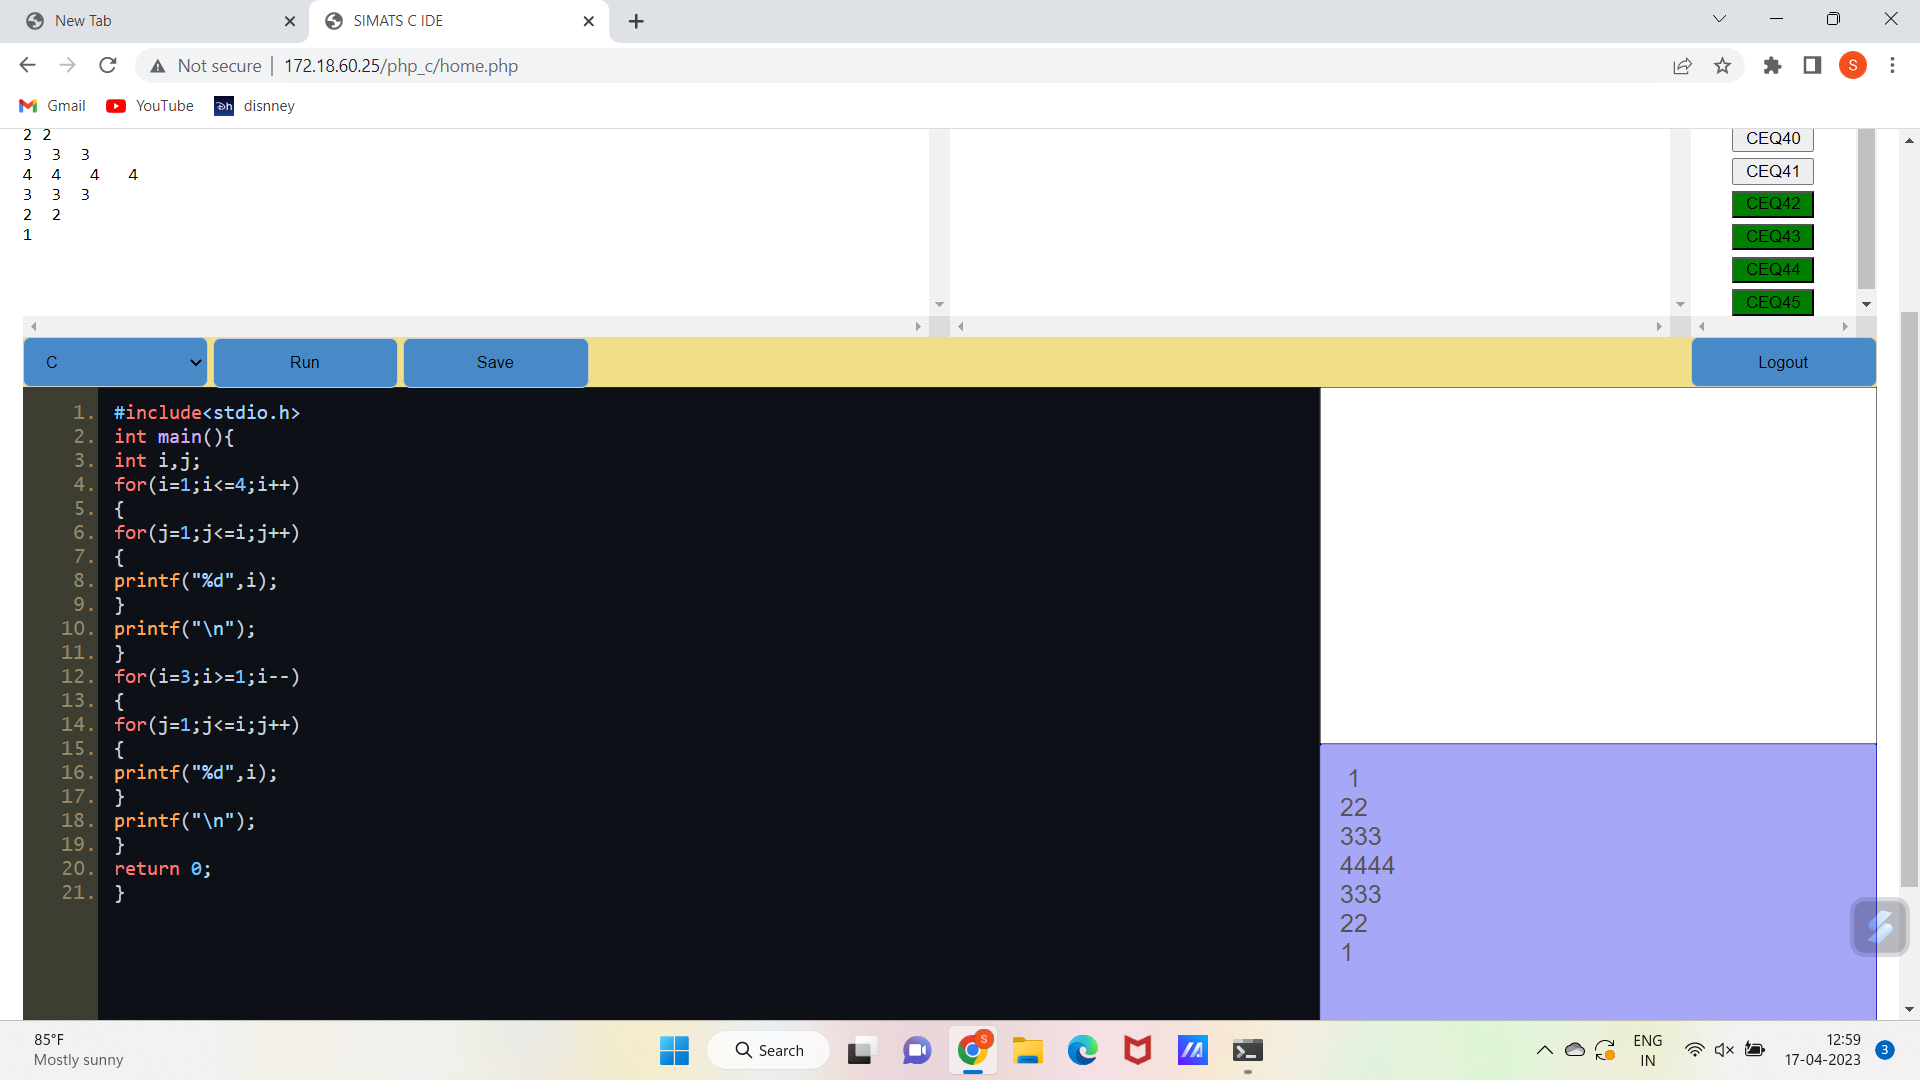 New Tab
SIMATS C IDE
Not secure | 172.18.60.25/php_c/home.php
S
Gmail
YouTube
disnney
2 2
3 3 3
4 4 4 4
3 3 3
2 2
1
CEQ40
CEQ41
CEQ42
CEQ43
CEQ44
CEQ45
C
Run
Save
Logout
1. #include<stdio.h>
2. int main(){
3. int i,j;
4. for(i=1;i<=4;i++)
5. {
6. for(j=1;j<=i;j++)
7. {
8. printf("%d",i);
9. }
10. printf("\n");
11. }
12. for(i=3;i>=1;i--)
13. {
14. for(j=1;j<=i;j++)
15. {
16. printf("%d",i);
17. }
18. printf("\n");
19. }
20. return 0;
21. }
1
22
333
4444
333
22
1
85°F
Mostly sunny
Search
S
ENG
IN
12:59
17-04-2023
3